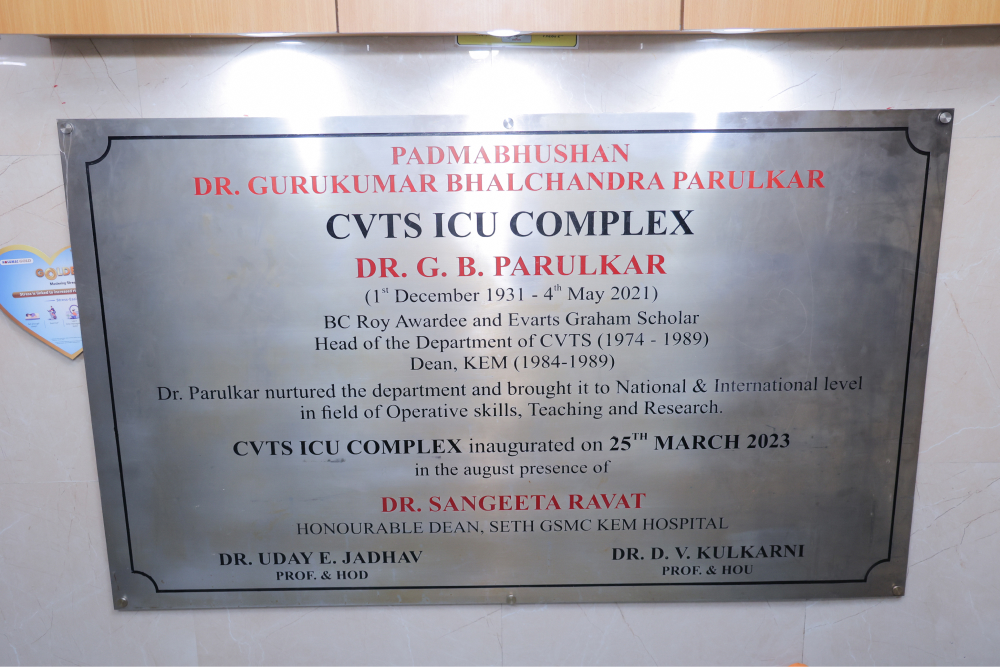 PADMABHUSHAN
DR. GURUKUMAR BHALCHANDRA PARULKAR
CVTS ICU COMPLEX
DR. G. B. PARULKAR
(1st December 1931 - 4th May 2021)
BC Roy Awardee and Evarts Graham Scholar
Head of the Department of CVTS (1974 - 1989)
Dean, KEM (1984-1989)
Dr. Parulkar nurtured the department and brought it to National & International level
in field of Operative skills, Teaching and Research.
CVTS ICU COMPLEX inaugurated on 25TH MARCH 2023
in the august presence of
DR. SANGEETA RAVAT
HONOURABLE DEAN, SETH GSMC KEM HOSPITAL
DR. UDAY E. JADHAV
PROF. & HOD
DR. D. V. KULKARNI
PROF. & HOU